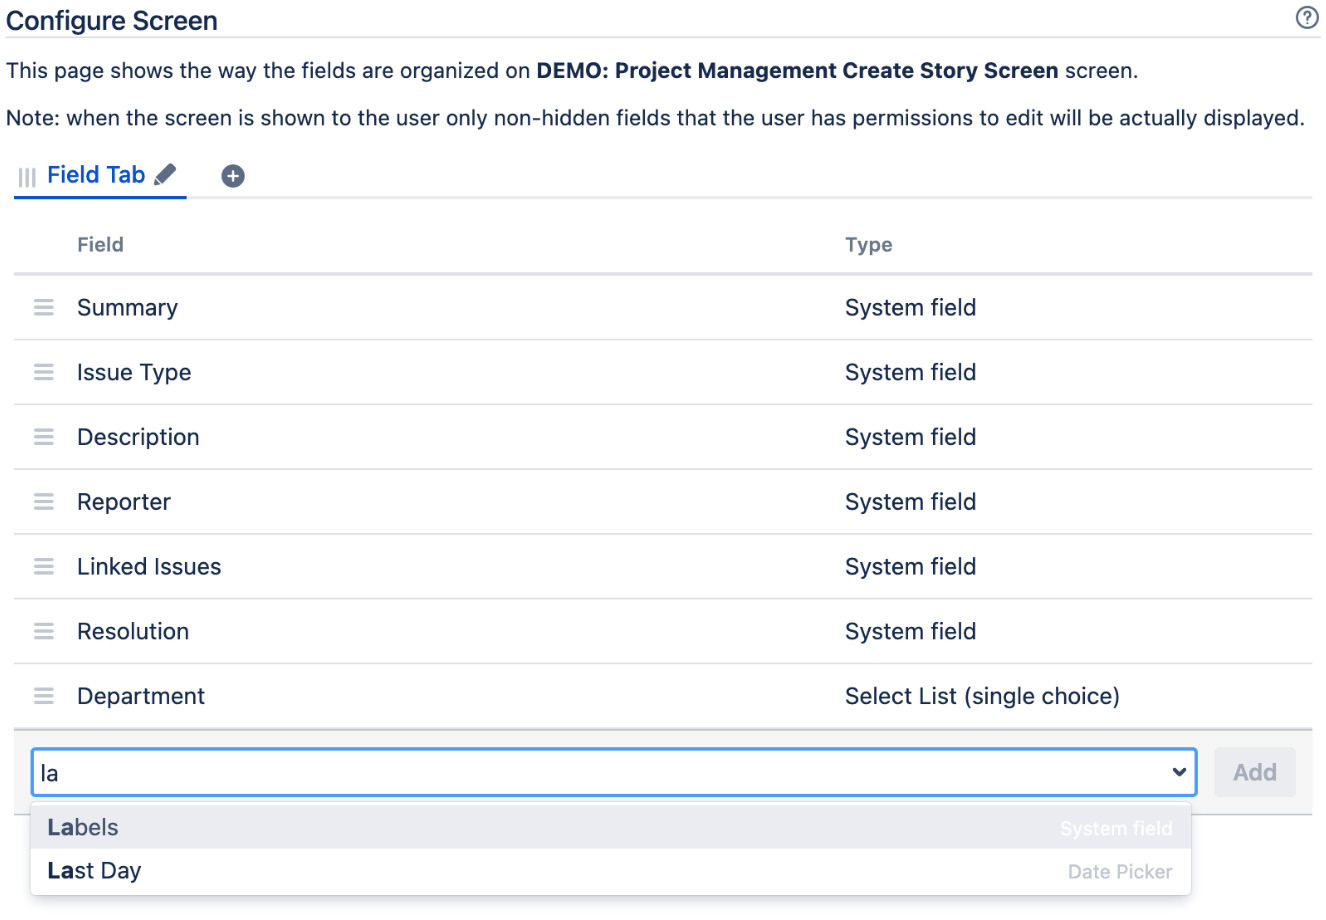 Configure Screen
This page shows the way the fields are organized on DEMO: Project Management Create Story Screen screen.
Note: when the screen is shown to the user only non-hidden fields that the user has permissions to edit will be actually displayed.
Field Tab
Field Type
Summary System field
Issue Type System field
Description System field
Reporter System field
Linked Issues System field
Resolution System field
Department Select List (single choice)
la Add
Labels System field
Last Day Date Picker